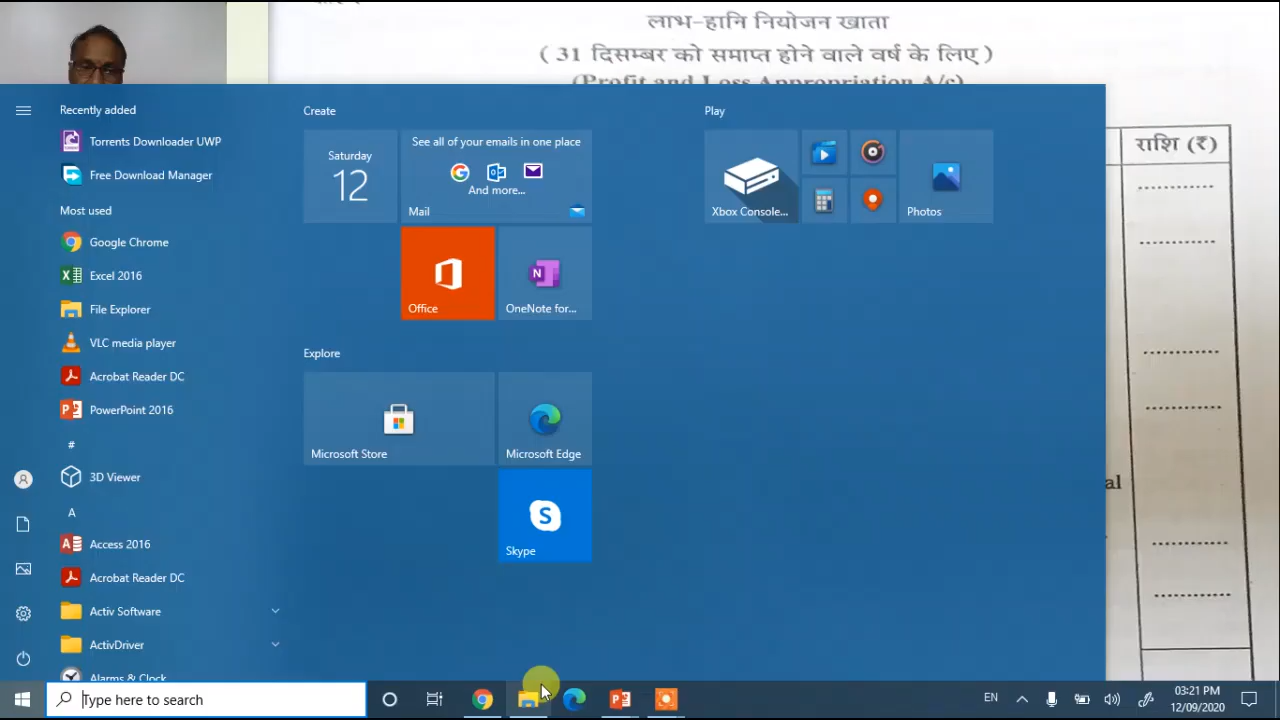 लाभ-हानि नियोजन खाता
( 31 दिसम्बर को समाप्त होने वाले वर्ष के लिए )
(Profit and Loss Appropriation A/c)
राशि (₹)
al
Recently added
Torrents Downloader UWP
Free Download Manager
Most used
Google Chrome
Excel 2016
File Explorer
VLC media player
Acrobat Reader DC
PowerPoint 2016
#
3D Viewer
A
Access 2016
Acrobat Reader DC
Activ Software
ActivDriver
Alarms & Clock
Create
Saturday
12
See all of your emails in one place
And more...
Mail
Office
OneNote for...
Explore
Microsoft Store
Microsoft Edge
Skype
Play
Xbox Console...
Photos
Type here to search
EN
03:21 PM
12/09/2020